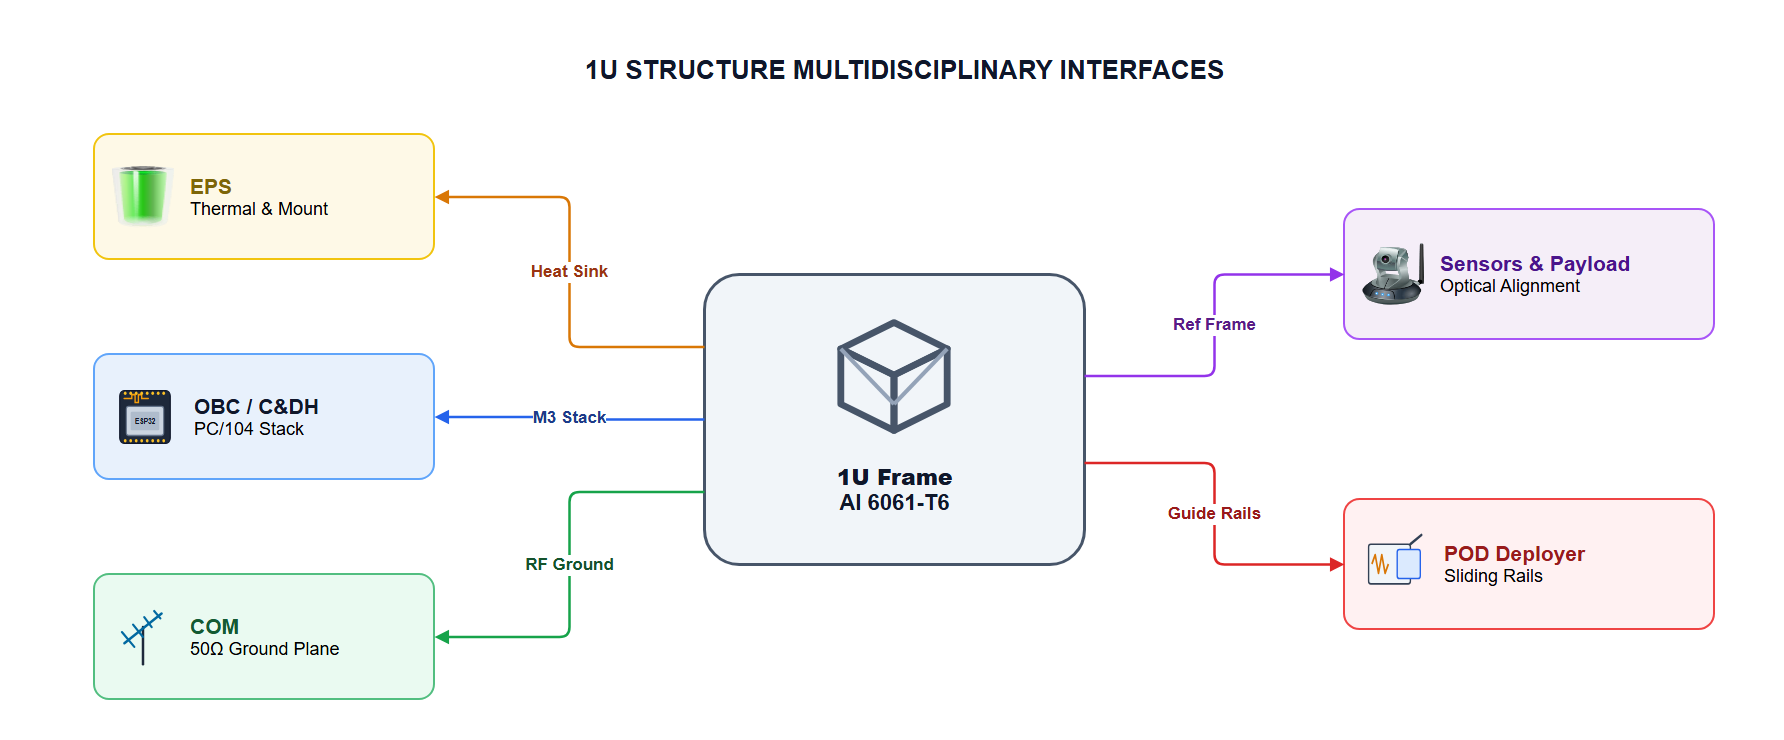 1U STRUCTURE MULTIDISCIPLINARY INTERFACES
EPS
Thermal & Mount
Heat Sink
OBC / C&DH
PC/104 Stack
ESP32
M3 Stack
COM
50Ω Ground Plane
RF Ground
1U Frame
Al 6061-T6
Sensors & Payload
Optical Alignment
Ref Frame
Guide Rails
POD Deployer
Sliding Rails